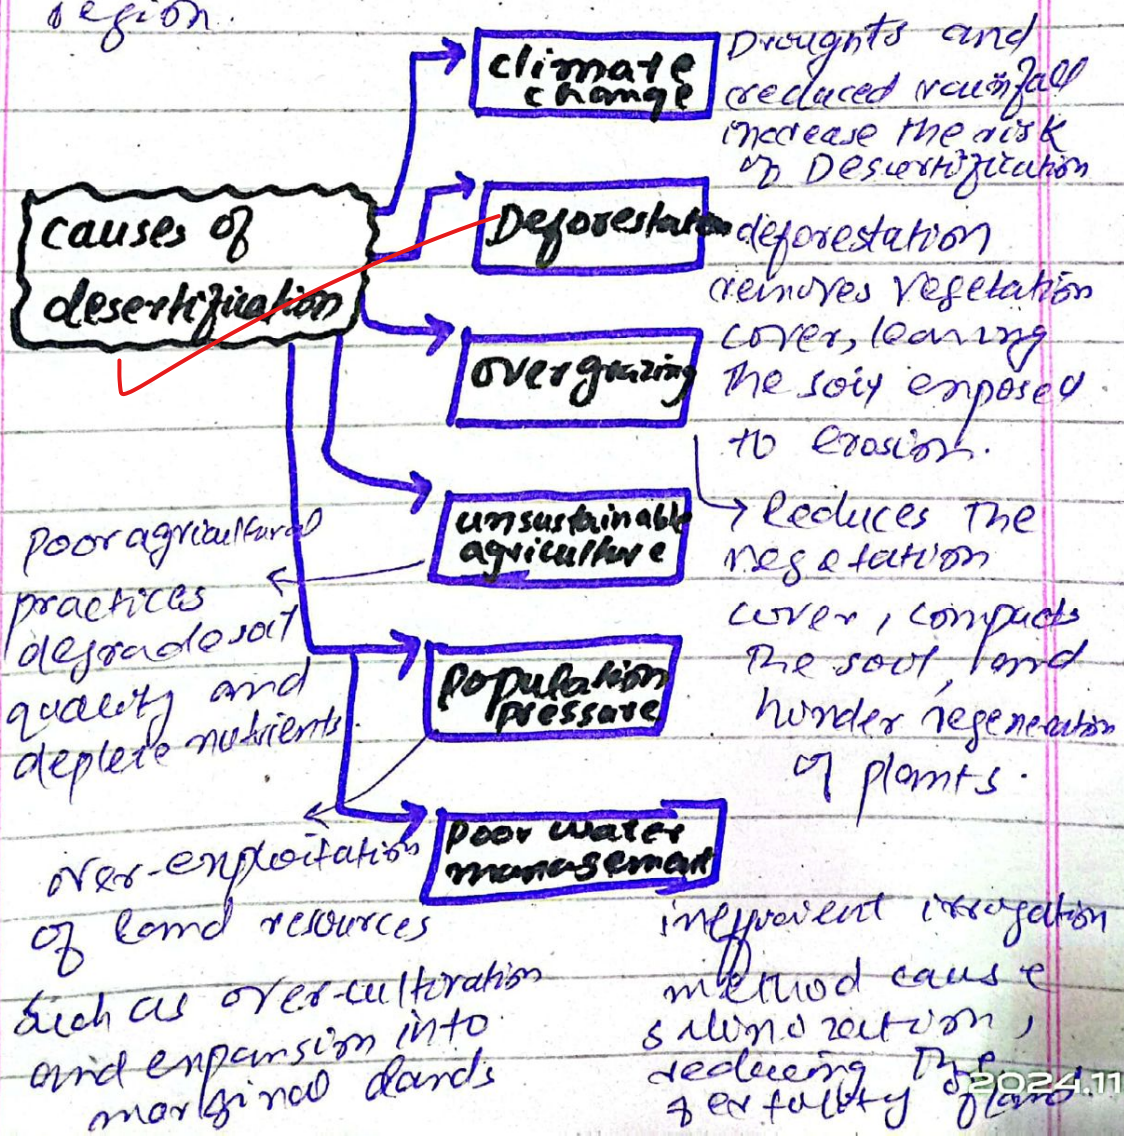 region.
climate
change
Droughts and
reduced rainfall
increase the risk
of Desertification
causes of
desertification
Deforestation
deforestation
removes vegetation
cover, leaving
the soil exposed
to erosion.
overgrazing
Reduces the
vegetation
cover, compacts
the soil, and
hinder regeneration
of plants.
unsustainable
agriculture
Poor agricultural
practices
degrade soil
quality and
deplete nutrients.
Population
pressure
over-exploitation
of land resources
Such as over-cultivation
and expansion into
marginal lands
Poor water
management
inefficient irrigation
method cause
salinization,
reducing the
fertility of land.
2024.11